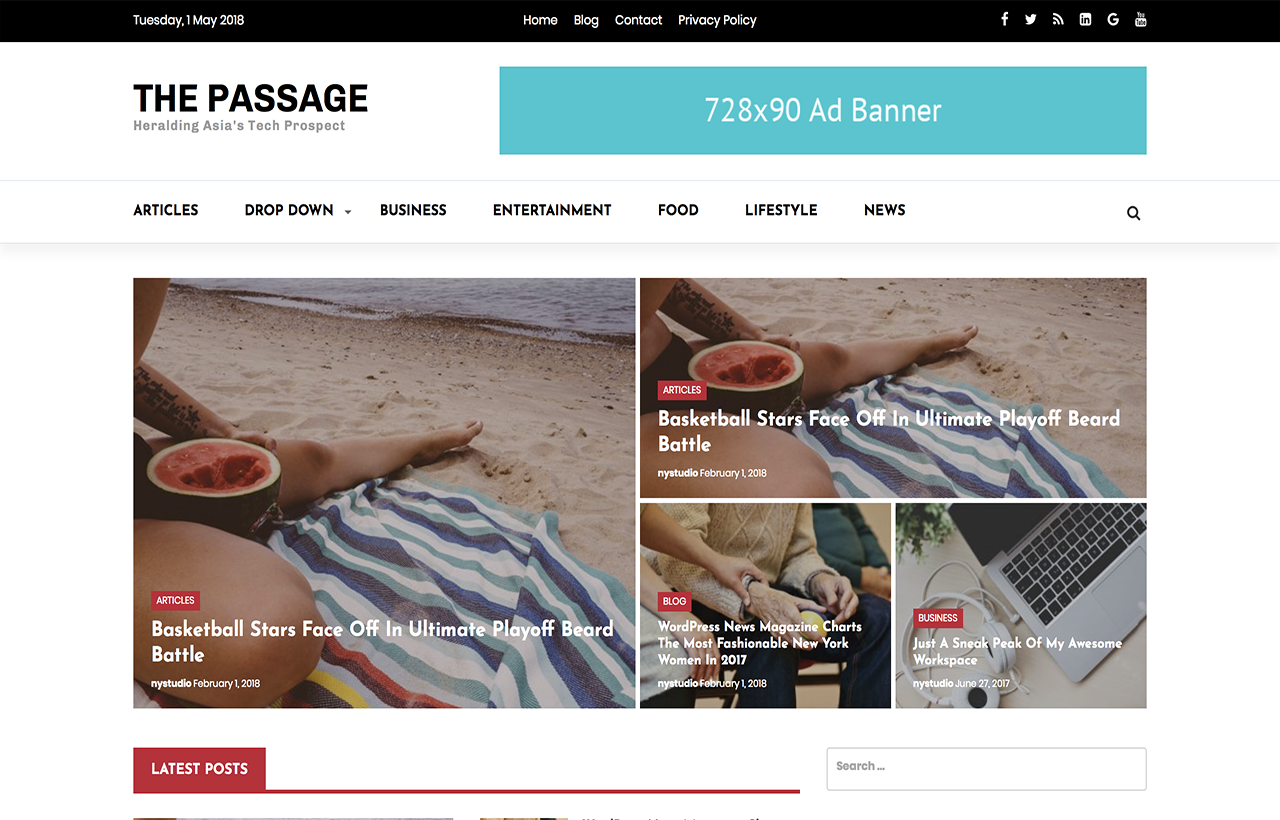 Tuesday, 1 May 2018
Home Blog Contact Privacy Policy
THE PASSAGE
Heralding Asia's Tech Prospect
728x90 Ad Banner
ARTICLES DROP DOWN BUSINESS ENTERTAINMENT FOOD LIFESTYLE NEWS
ARTICLES
Basketball Stars Face Off In Ultimate Playoff Beard
Battle
nystudio February 1, 2018
ARTICLES
Basketball Stars Face Off In Ultimate Playoff Beard
Battle
nystudio February 1, 2018
BLOG
WordPress News Magazine Charts
The Most Fashionable New York
Women In 2017
nystudio February 1, 2018
BUSINESS
Just A Sneak Peak Of My Awesome
Workspace
nystudio June 27, 2017
LATEST POSTS
Search ...